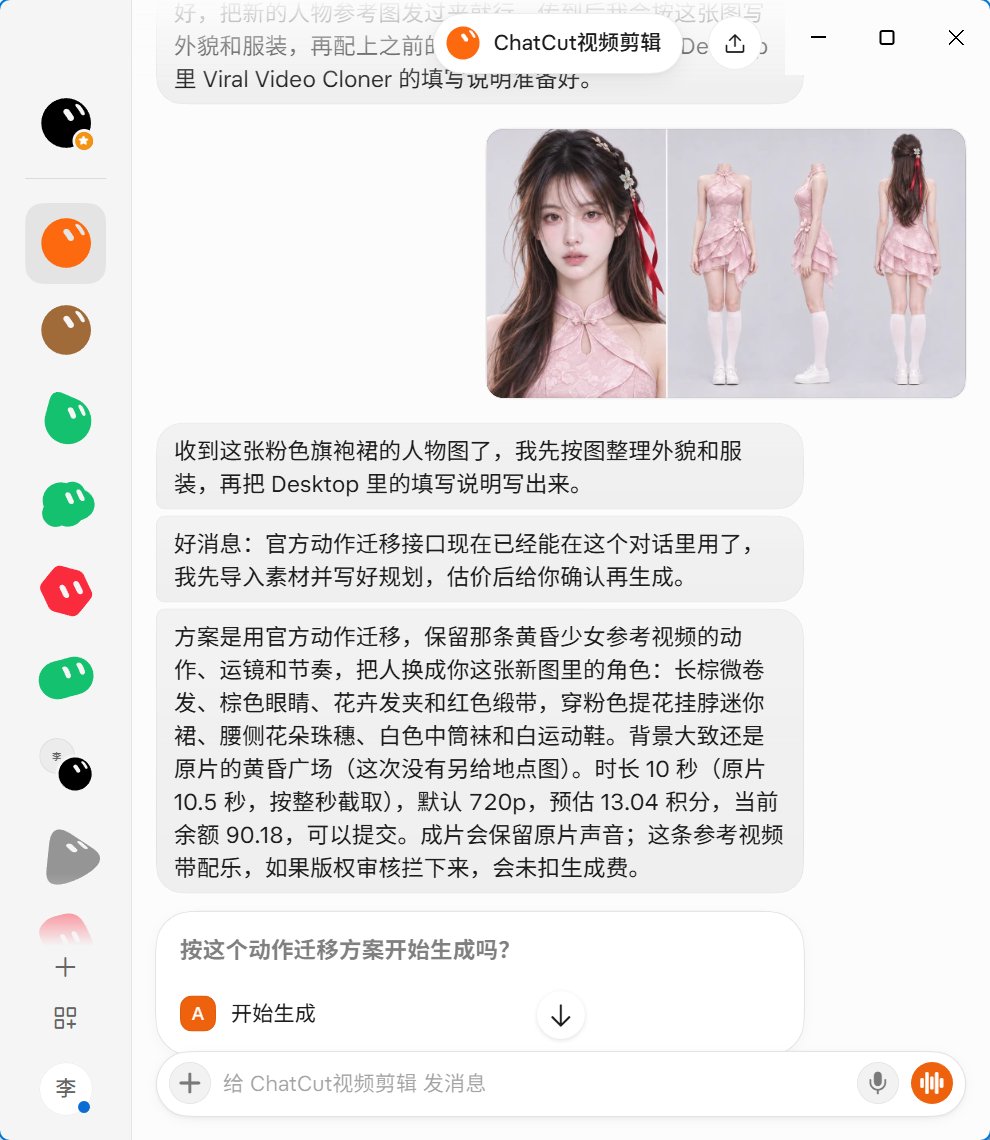 好，把新的人物参考图发过来就行，传到后我会按这张图写
外貌和服装，再配上之前的
ChatCut视频剪辑
里 Viral Video Cloner 的填写说明准备好。
收到这张粉色旗袍裙的人物图了，我先按图整理外貌和服
装，再把 Desktop 里的填写说明写出来。
好消息：官方动作迁移接口现在已经能在这个对话里用了，
我先导入素材并写好规划，估价后给你确认再生成。
方案是用官方动作迁移，保留那条黄昏少女参考视频的动
作、运镜和节奏，把人换成你这张新图里的角色：长棕微卷
发、棕色眼睛、花卉发夹和红色缎带，穿粉色提花挂脖迷你
裙、腰侧花朵珠穗、白色中筒袜和白运动鞋。背景大致还是
原片的黄昏广场（这次没有另给地点图）。时长 10 秒（原片
10.5 秒，按整秒截取），默认 720p，预估 13.04 积分，当前
余额 90.18，可以提交。成片会保留原片声音；这条参考视频
带配乐，如果版权审核拦下来，会未扣生成费。
按这个动作迁移方案开始生成吗？
A 开始生成
给 ChatCut视频剪辑 发消息
李
李